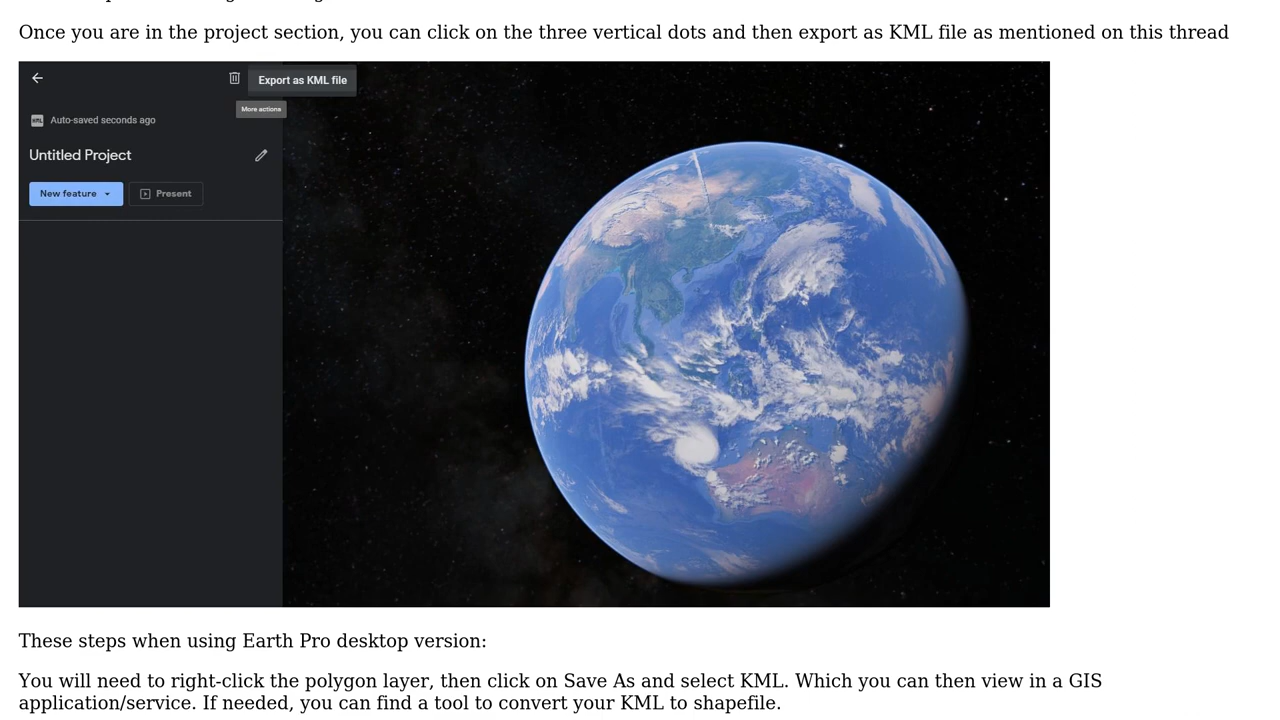 Once you are in the project section, you can click on the three vertical dots and then export as KML file as mentioned on this thread
Export as KML file
More actions
KML Auto-saved seconds ago
Untitled Project
New feature Present
These steps when using Earth Pro desktop version:
You will need to right-click the polygon layer, then click on Save As and select KML. Which you can then view in a GIS
application/service. If needed, you can find a tool to convert your KML to shapefile.